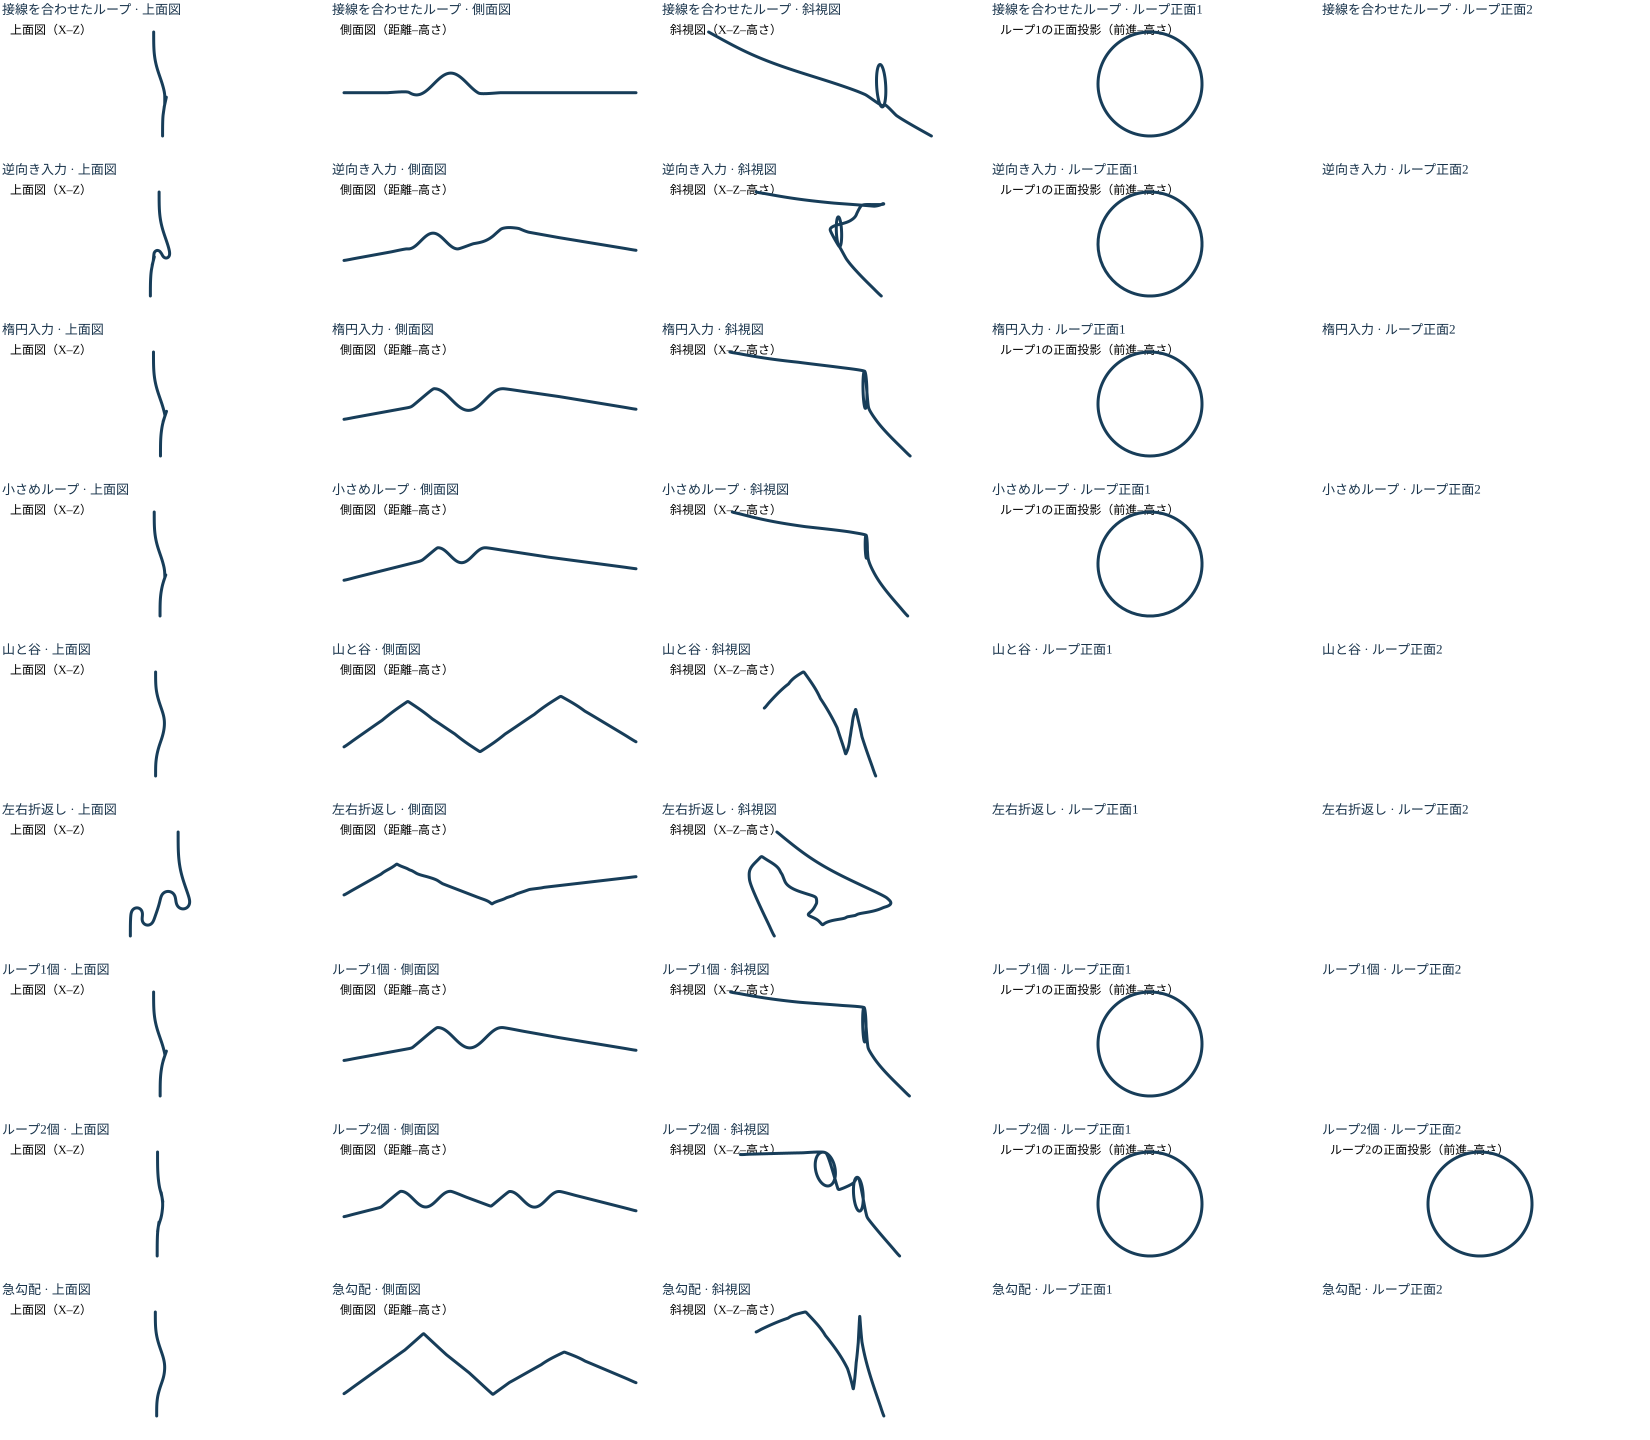 接線を合わせたループ · 上面図
上面図（X–Z）
接線を合わせたループ · 側面図
側面図（距離–高さ）
接線を合わせたループ · 斜視図
斜視図（X–Z–高さ）
接線を合わせたループ · ループ正面1
ループ1の正面投影（前進–高さ）
接線を合わせたループ · ループ正面2
逆向き入力 · 上面図
上面図（X–Z）
逆向き入力 · 側面図
側面図（距離–高さ）
逆向き入力 · 斜視図
斜視図（X–Z–高さ）
逆向き入力 · ループ正面1
ループ1の正面投影（前進–高さ）
逆向き入力 · ループ正面2
楕円入力 · 上面図
上面図（X–Z）
楕円入力 · 側面図
側面図（距離–高さ）
楕円入力 · 斜視図
斜視図（X–Z–高さ）
楕円入力 · ループ正面1
ループ1の正面投影（前進–高さ）
楕円入力 · ループ正面2
小さめループ · 上面図
上面図（X–Z）
小さめループ · 側面図
側面図（距離–高さ）
小さめループ · 斜視図
斜視図（X–Z–高さ）
小さめループ · ループ正面1
ループ1の正面投影（前進–高さ）
小さめループ · ループ正面2
山と谷 · 上面図
上面図（X–Z）
山と谷 · 側面図
側面図（距離–高さ）
山と谷 · 斜視図
斜視図（X–Z–高さ）
山と谷 · ループ正面1
山と谷 · ループ正面2
左右折返し · 上面図
上面図（X–Z）
左右折返し · 側面図
側面図（距離–高さ）
左右折返し · 斜視図
斜視図（X–Z–高さ）
左右折返し · ループ正面1
左右折返し · ループ正面2
ループ1個 · 上面図
上面図（X–Z）
ループ1個 · 側面図
側面図（距離–高さ）
ループ1個 · 斜視図
斜視図（X–Z–高さ）
ループ1個 · ループ正面1
ループ1の正面投影（前進–高さ）
ループ1個 · ループ正面2
ループ2個 · 上面図
上面図（X–Z）
ループ2個 · 側面図
側面図（距離–高さ）
ループ2個 · 斜視図
斜視図（X–Z–高さ）
ループ2個 · ループ正面1
ループ1の正面投影（前進–高さ）
ループ2個 · ループ正面2
ループ2の正面投影（前進–高さ）
急勾配 · 上面図
上面図（X–Z）
急勾配 · 側面図
側面図（距離–高さ）
急勾配 · 斜視図
斜視図（X–Z–高さ）
急勾配 · ループ正面1
急勾配 · ループ正面2